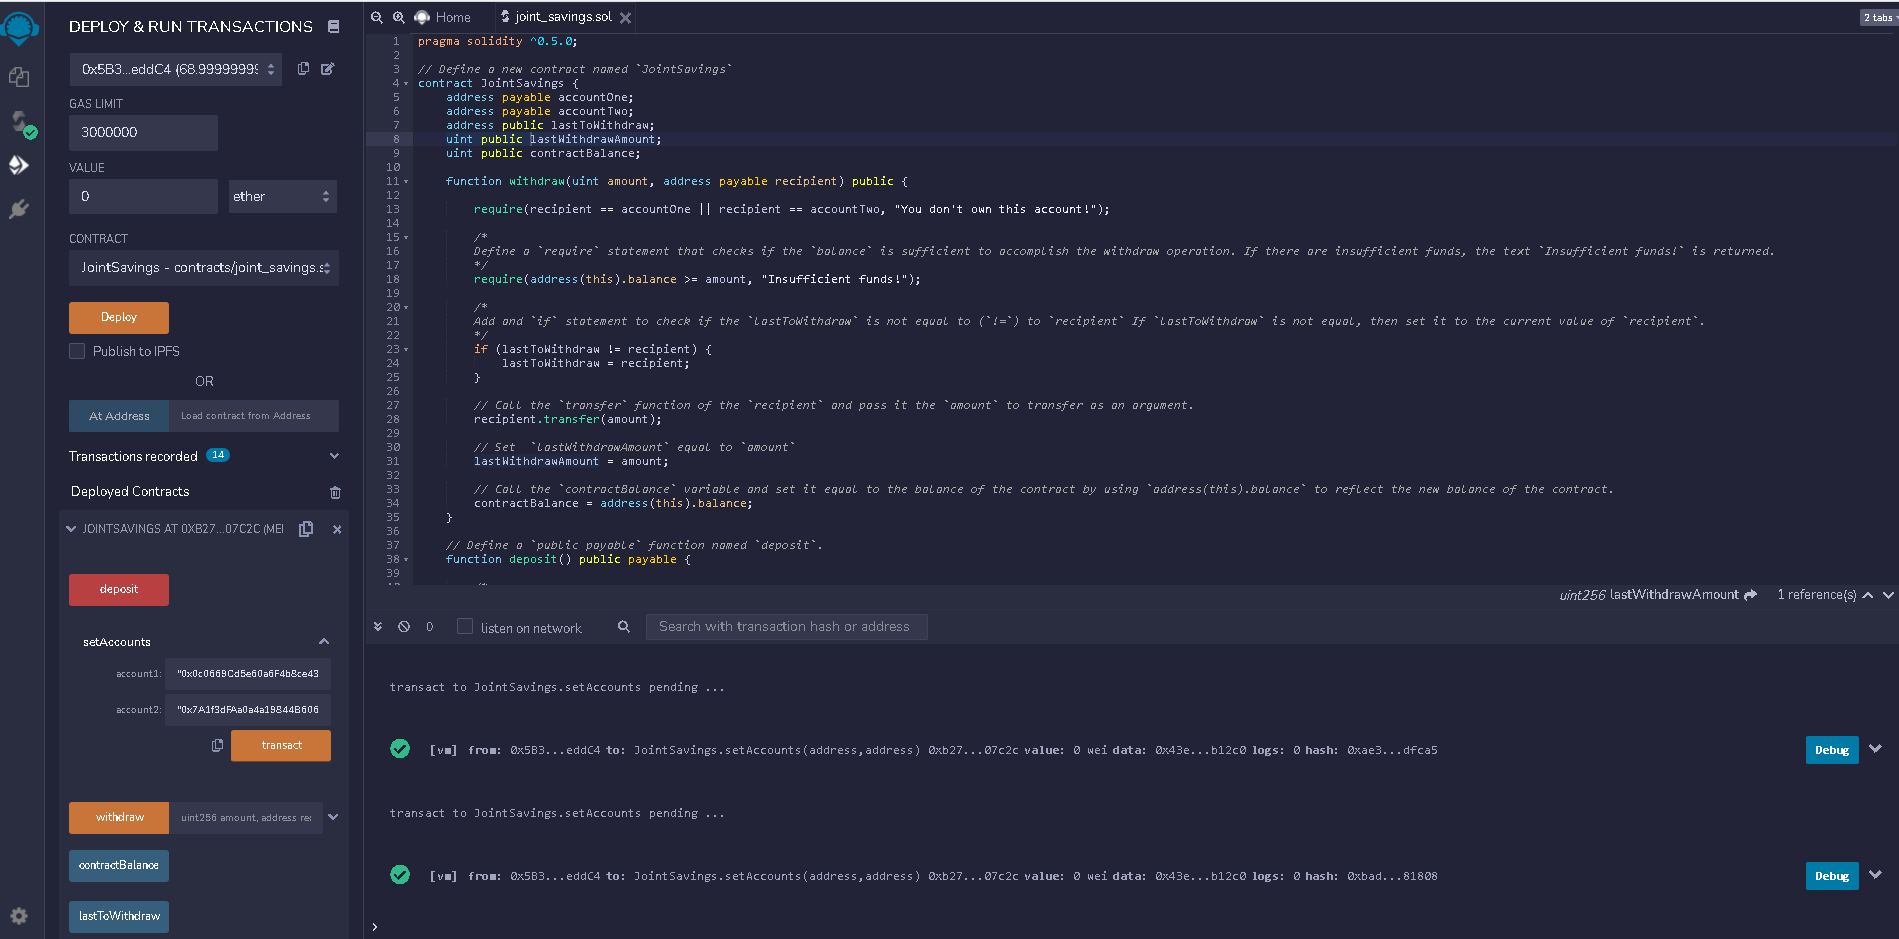 DEPLOY & RUN TRANSACTIONS
0x5B3...eddC4 (68.99999999
GAS LIMIT
3000000
VALUE
0
ether
CONTRACT
JointSavings - contracts/joint_savings.s
Deploy
Publish to IPFS
OR
At Address
Load contract from Address
Transactions recorded 14
Deployed Contracts
JOINTSAVINGS AT 0XB27...07C2C (MEI
deposit
setAccounts
account1: "0x0c0669Cd5e60a6F4b8ce43
account2: "0x7A1f3dFAa0a4a19844B606
transact
withdraw
uint256 amount, address rec
contractBalance
lastToWithdraw
Home
joint_savings.sol
2 tabs
1 pragma solidity ^0.5.0;
2
3 // Define a new contract named `JointSavings`
4 contract JointSavings {
5 address payable accountOne;
6 address payable accountTwo;
7 address public lastToWithdraw;
8 uint public lastWithdrawAmount;
9 uint public contractBalance;
10
11 function withdraw(uint amount, address payable recipient) public {
12
13 require(recipient == accountOne || recipient == accountTwo, "You don't own this account!");
14
15 /*
16 Define a `require` statement that checks if the `balance` is sufficient to accomplish the withdraw operation. If there are insufficient funds, the text `Insufficient funds!` is returned.
17 */
18 require(address(this).balance >= amount, "Insufficient funds!");
19
20 /*
21 Add and `if` statement to check if the `lastToWithdraw` is not equal to (`!=`) to `recipient` If `lastToWithdraw` is not equal, then set it to the current value of `recipient`.
22 */
23 if (lastToWithdraw != recipient) {
24 lastToWithdraw = recipient;
25 }
26
27 // Call the `transfer` function of the `recipient` and pass it the `amount` to transfer as an argument.
28 recipient.transfer(amount);
29
30 // Set  `lastWithdrawAmount` equal to `amount`
31 lastWithdrawAmount = amount;
32
33 // Call the `contractBalance` variable and set it equal to the balance of the contract by using `address(this).balance` to reflect the new balance of the contract.
34 contractBalance = address(this).balance;
35 }
36
37 // Define a `public payable` function named `deposit`.
38 function deposit() public payable {
39
uint256 lastWithdrawAmount
1 reference(s)
0
listen on network
Search with transaction hash or address
transact to JointSavings.setAccounts pending ...
[vm] from: 0x5B3...eddC4 to: JointSavings.setAccounts(address,address) 0xb27...07c2c value: 0 wei data: 0x43e...b12c0 logs: 0 hash: 0xae3...dfca5
Debug
transact to JointSavings.setAccounts pending ...
[vm] from: 0x5B3...eddC4 to: JointSavings.setAccounts(address,address) 0xb27...07c2c value: 0 wei data: 0x43e...b12c0 logs: 0 hash: 0xbad...81808
Debug
>